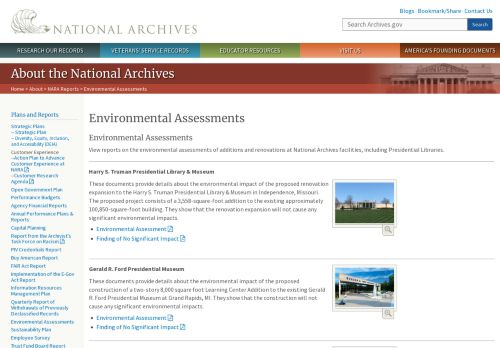 NATIONAL ARCHIVES
Blogs · Bookmark/Share · Contact Us
Search Archives.gov
Search
RESEARCH OUR RECORDS
VETERANS' SERVICE RECORDS
EDUCATOR RESOURCES
VISIT US
AMERICA'S FOUNDING DOCUMENTS
About the National Archives
Home > About > NARA Reports > Environmental Assessments
Plans and Reports
Strategic Plans
– Strategic Plan
– Diversity, Equity, Inclusion,
and Accessibility (DEIA)
Customer Experience
–Action Plan to Advance
Customer Experience at
NARA
–Customer Research
Agenda
Open Government Plan
Performance Budgets
Agency Financial Reports
Annual Performance Plans &
Reports
Capital Planning
Report from the Archivist's
Task Force on Racism
PIV Credentials Report
Buy American Report
FAIR Act Report
Implementation of the E-Gov
Act Report
Information Resources
Management Plan
Quarterly Report of
Withdrawals of Previously
Declassified Records
Environmental Assessments
Sustainability Plan
Employee Survey
Trust Fund Board Report
Environmental Assessments
Environmental Assessments
View reports on the environmental assessments of additions and renovations at National Archives facilities, including Presidential Libraries.
Harry S. Truman Presidential Library & Museum
These documents provide details about the environmental impact of the proposed renovation
expansion to the Harry S. Truman Presidential Library & Museum in Independence, Missouri.
The proposed project consists of a 3,558-square-foot addition to the existing approximately
100,850-square-foot building. They show that the renovation expansion will not cause any
significant environmental impacts.
• Environmental Assessment
• Finding of No Significant Impact
Gerald R. Ford Presidential Museum
These documents provide details about the environmental impact of the proposed
construction of a two-story 8,000 square foot Learning Center Addition to the existing Gerald
R. Ford Presidential Museum at Grand Rapids, MI. They show that the construction will not
cause any significant environmental impacts.
• Environmental Assessment
• Finding of No Significant Impact